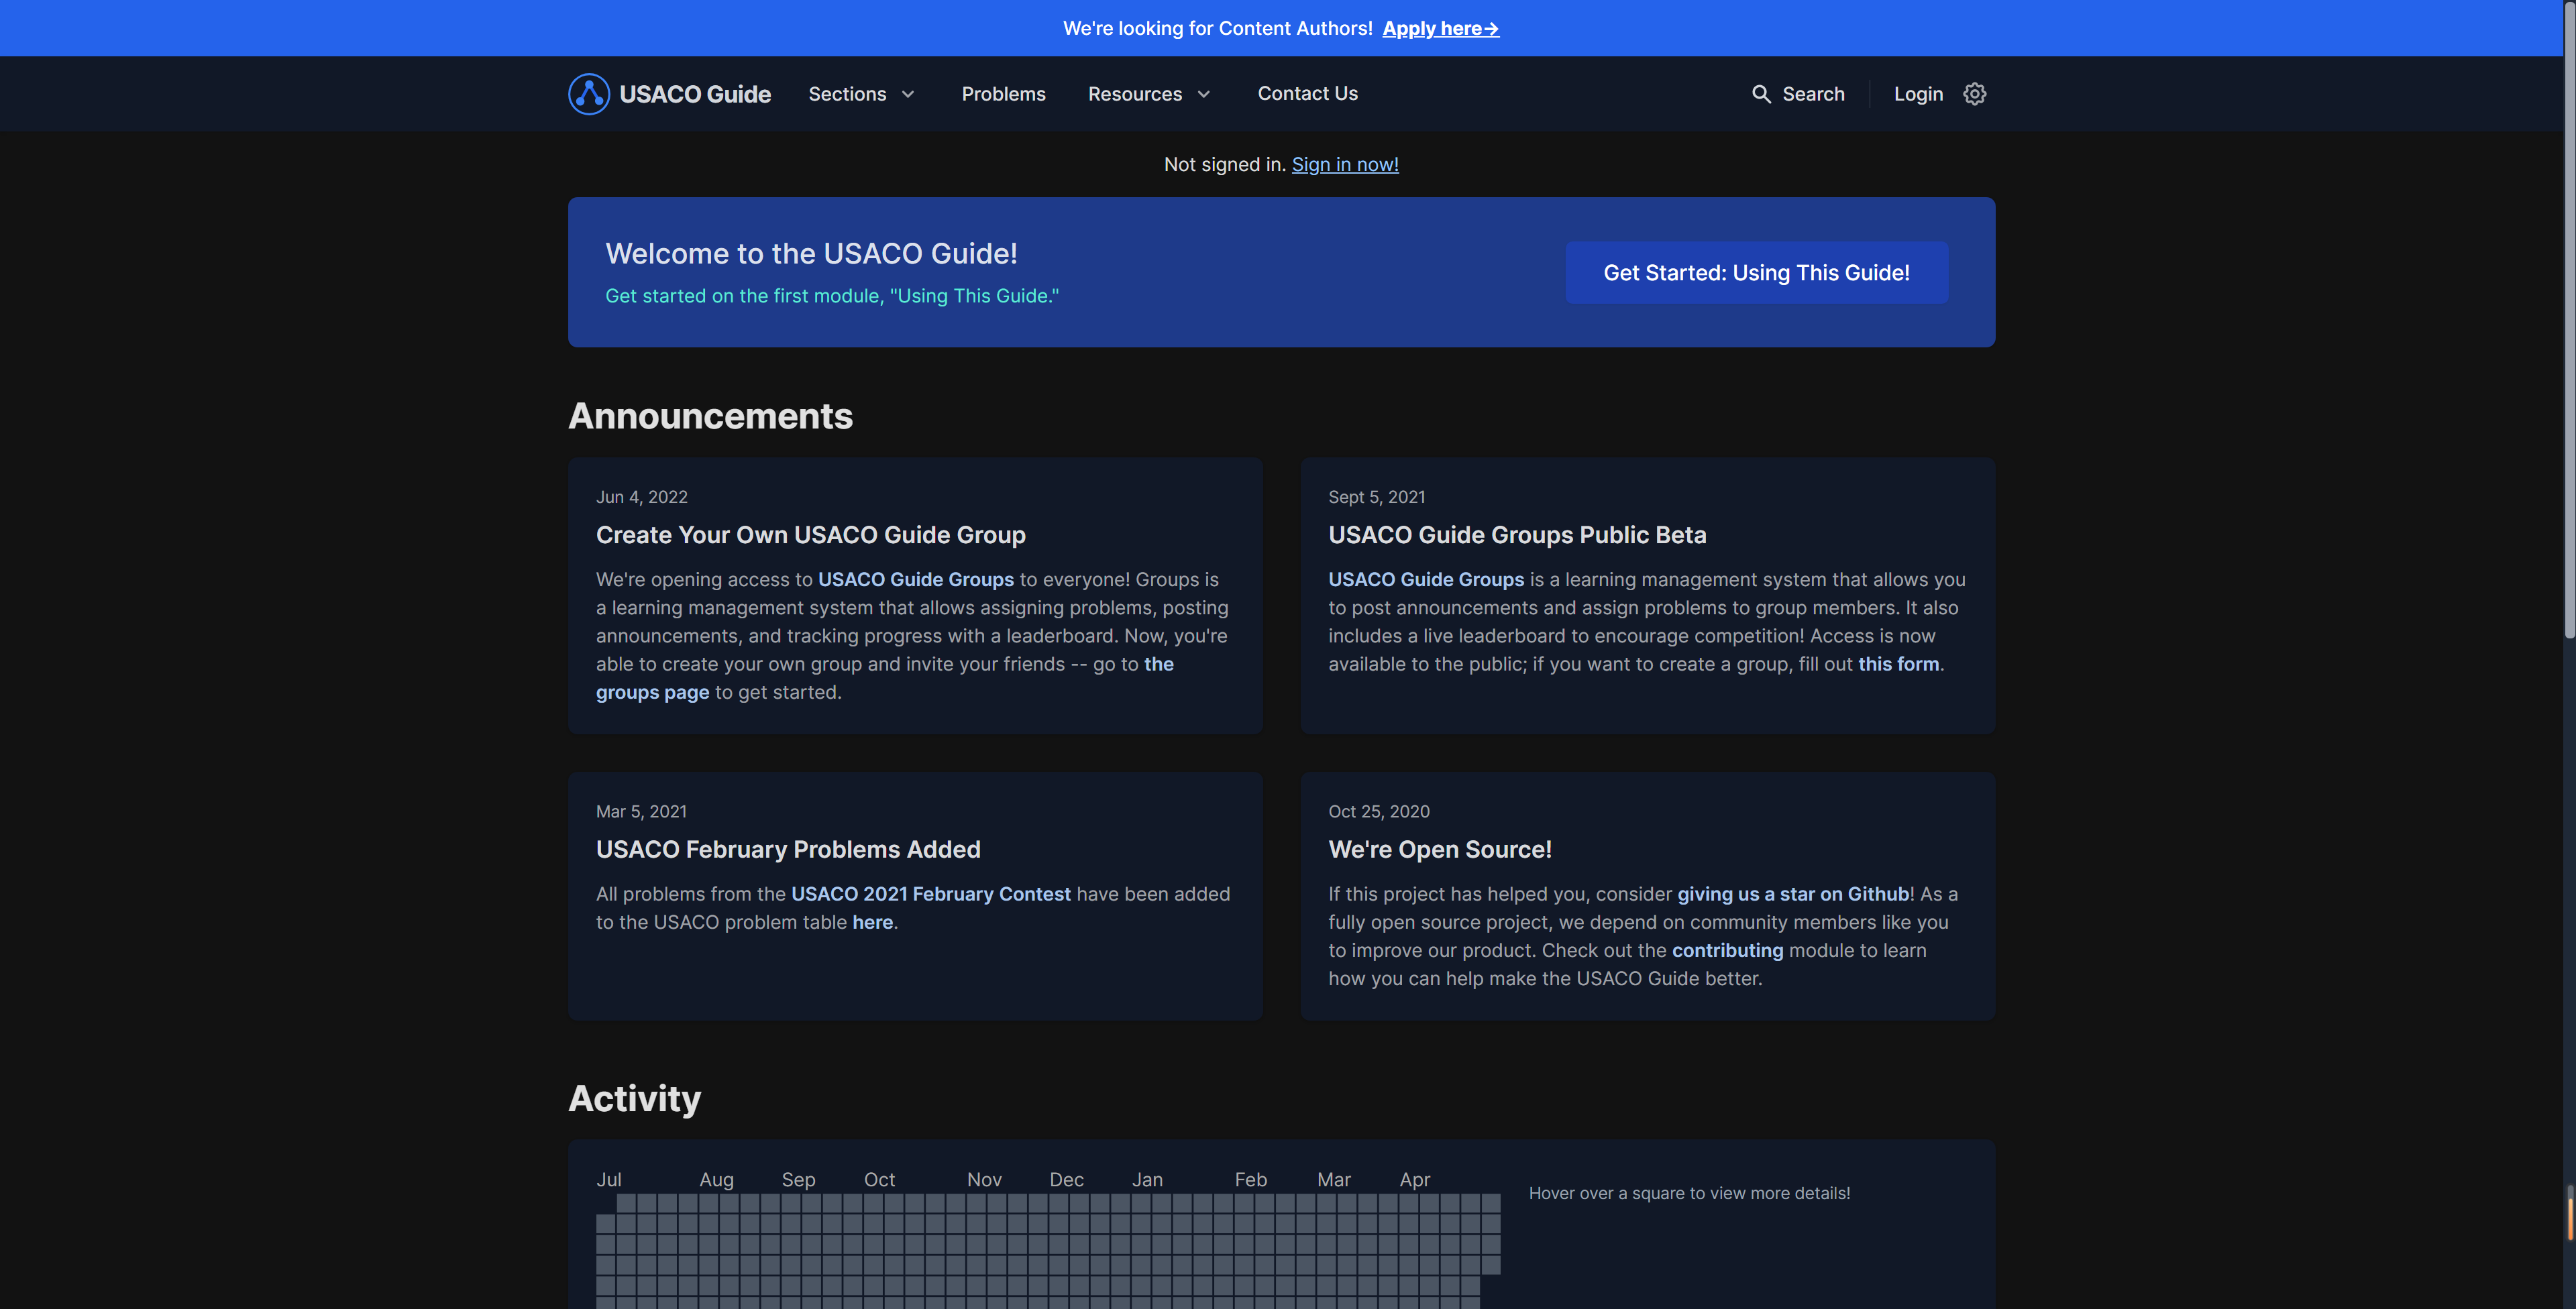 We're looking for Content Authors! Apply here→
USACO Guide Sections Problems Resources Contact Us Search Login
Not signed in. Sign in now!
Welcome to the USACO Guide!
Get started on the first module, "Using This Guide."
Get Started: Using This Guide!
Announcements
Jun 4, 2022
Create Your Own USACO Guide Group
We're opening access to USACO Guide Groups to everyone! Groups is
a learning management system that allows assigning problems, posting
announcements, and tracking progress with a leaderboard. Now, you're
able to create your own group and invite your friends -- go to the
groups page to get started.
Sept 5, 2021
USACO Guide Groups Public Beta
USACO Guide Groups is a learning management system that allows you
to post announcements and assign problems to group members. It also
includes a live leaderboard to encourage competition! Access is now
available to the public; if you want to create a group, fill out this form.
Mar 5, 2021
USACO February Problems Added
All problems from the USACO 2021 February Contest have been added
to the USACO problem table here.
Oct 25, 2020
We're Open Source!
If this project has helped you, consider giving us a star on Github! As a
fully open source project, we depend on community members like you
to improve our product. Check out the contributing module to learn
how you can help make the USACO Guide better.
Activity
Jul Aug Sep Oct Nov Dec Jan Feb Mar Apr
Hover over a square to view more details!